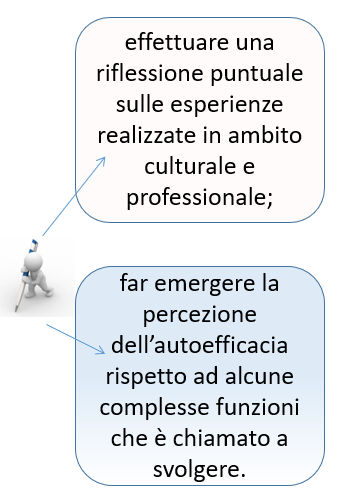 effettuare una
riflessione puntuale
sulle esperienze
realizzate in ambito
culturale e
professionale;
far emergere la
percezione
dell’autoefficacia
rispetto ad alcune
complesse funzioni
che è chiamato a
svolgere.